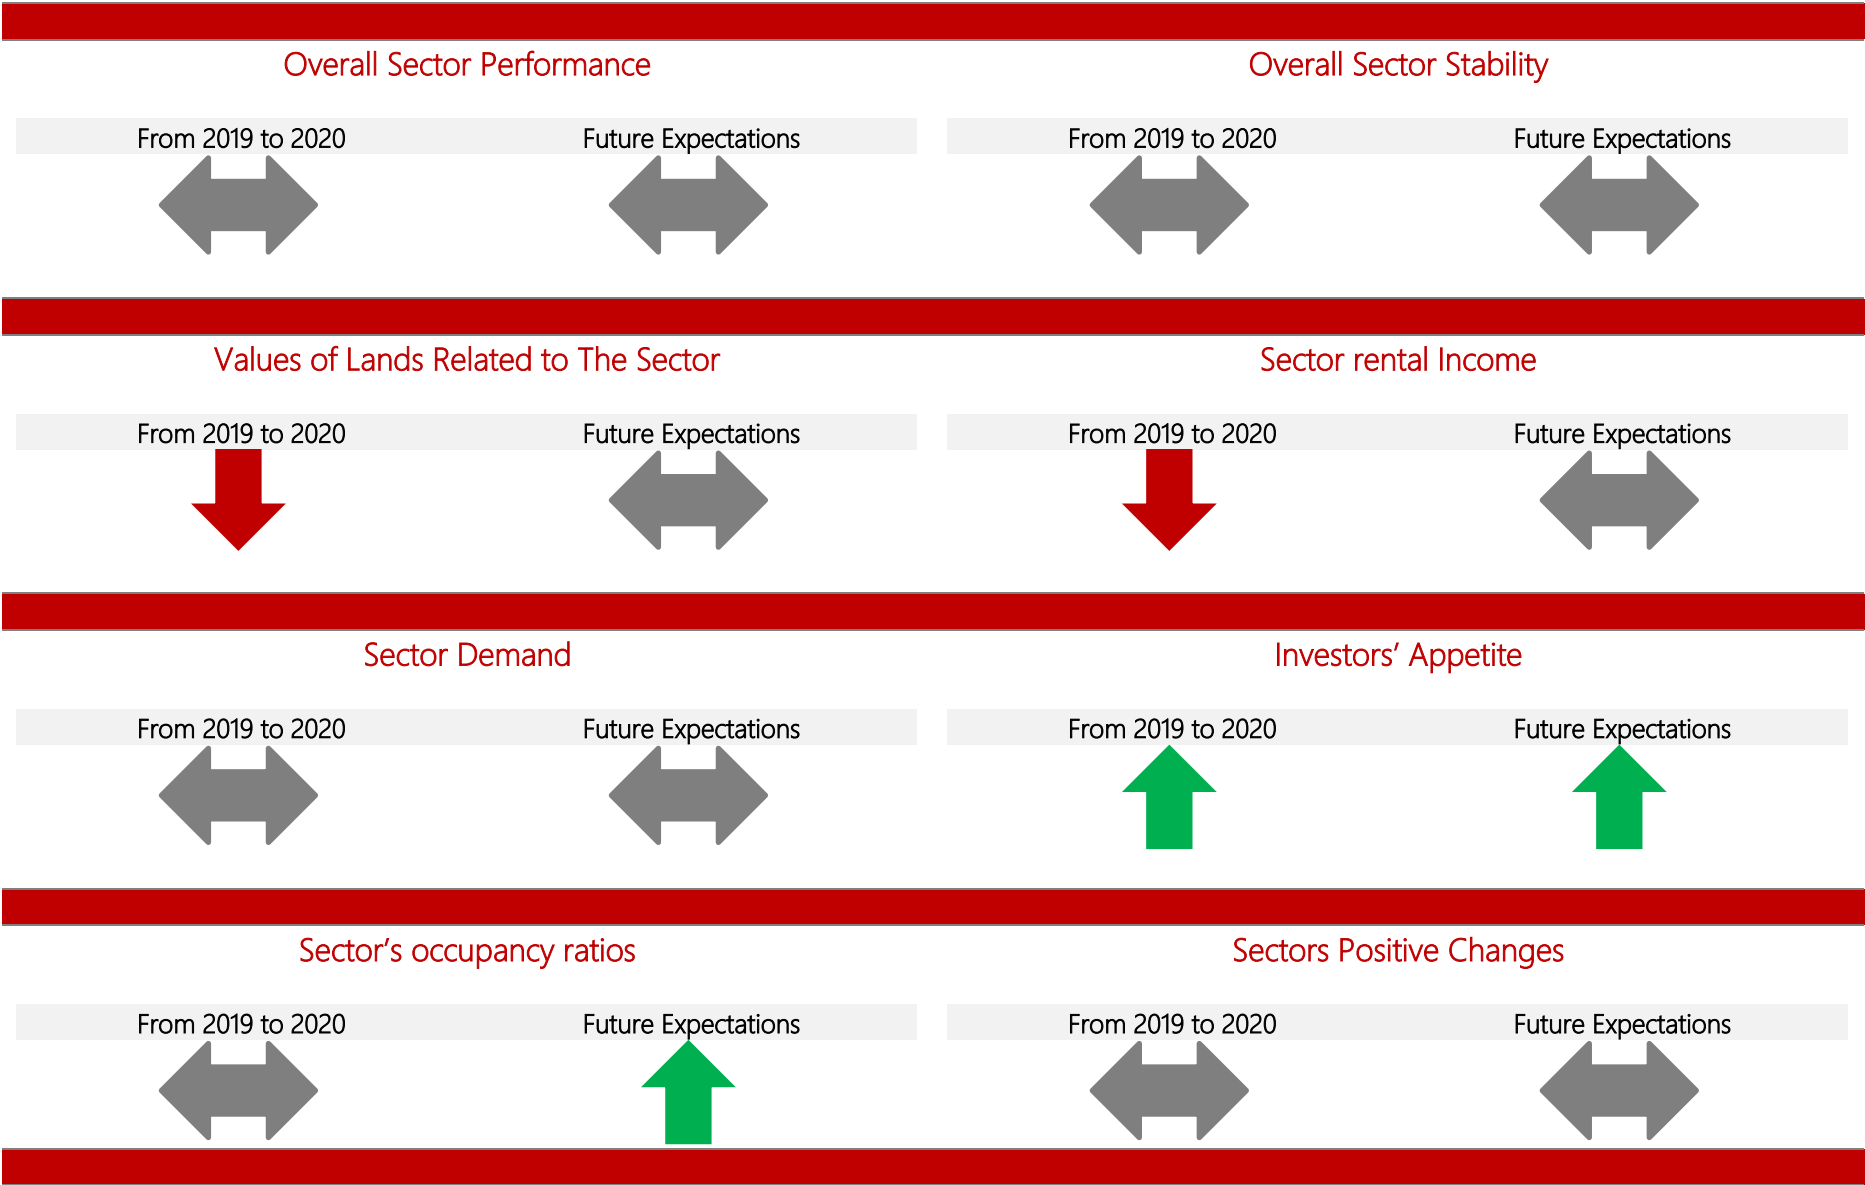 Overall Sector Performance
Overall Sector Stability
From 2019 to 2020
Future Expectations
From 2019 to 2020
Future Expectations
Values of Lands Related to The Sector
Sector rental Income
From 2019 to 2020
Future Expectations
From 2019 to 2020
Future Expectations
Sector Demand
Investors’ Appetite
From 2019 to 2020
Future Expectations
From 2019 to 2020
Future Expectations
Sector’s occupancy ratios
Sectors Positive Changes
From 2019 to 2020
Future Expectations
From 2019 to 2020
Future Expectations